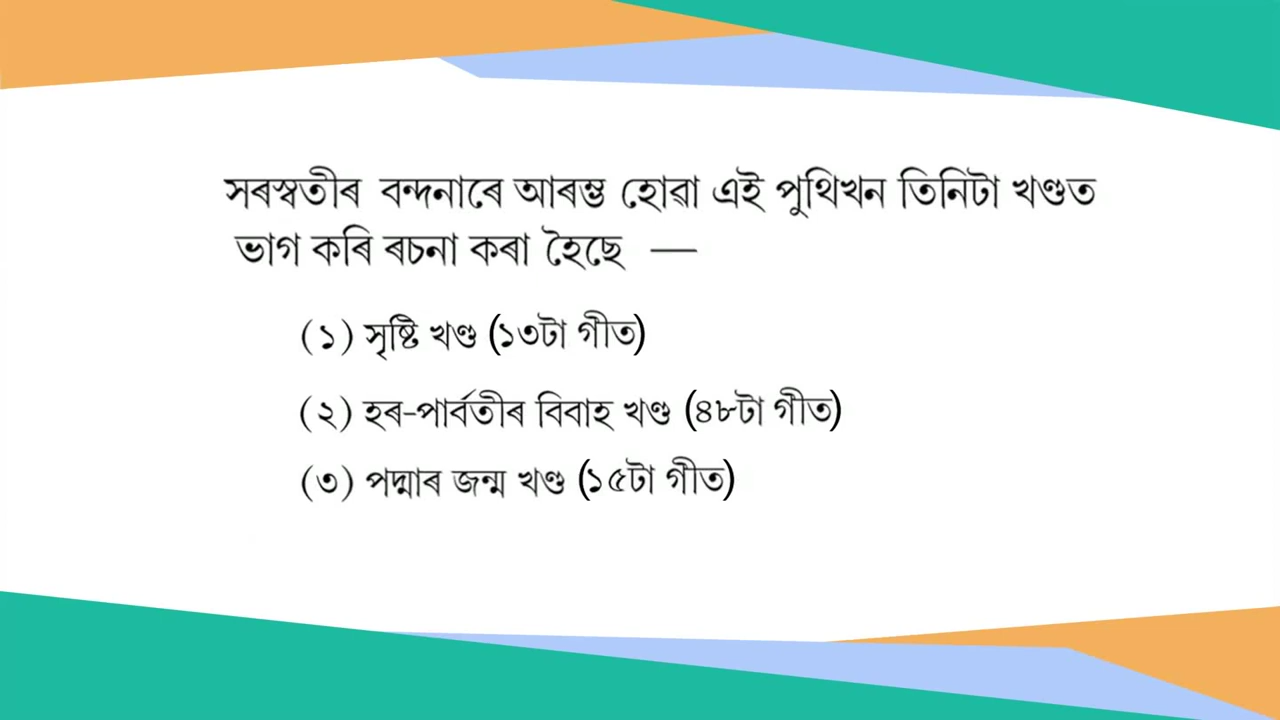 সৰস্বতীৰ বন্দনাৰে আৰম্ভ হোৱা এই পুথিখন তিনিটা খণ্ডত
ভাগ কৰি ৰচনা কৰা হৈছে —
(১) সৃষ্টি খণ্ড (১৩টা গীত)
(২) হৰ-পাৰ্বতীৰ বিবাহ খণ্ড (৪৮টা গীত)
(৩) পদ্মাৰ জন্ম খণ্ড (১৫টা গীত)